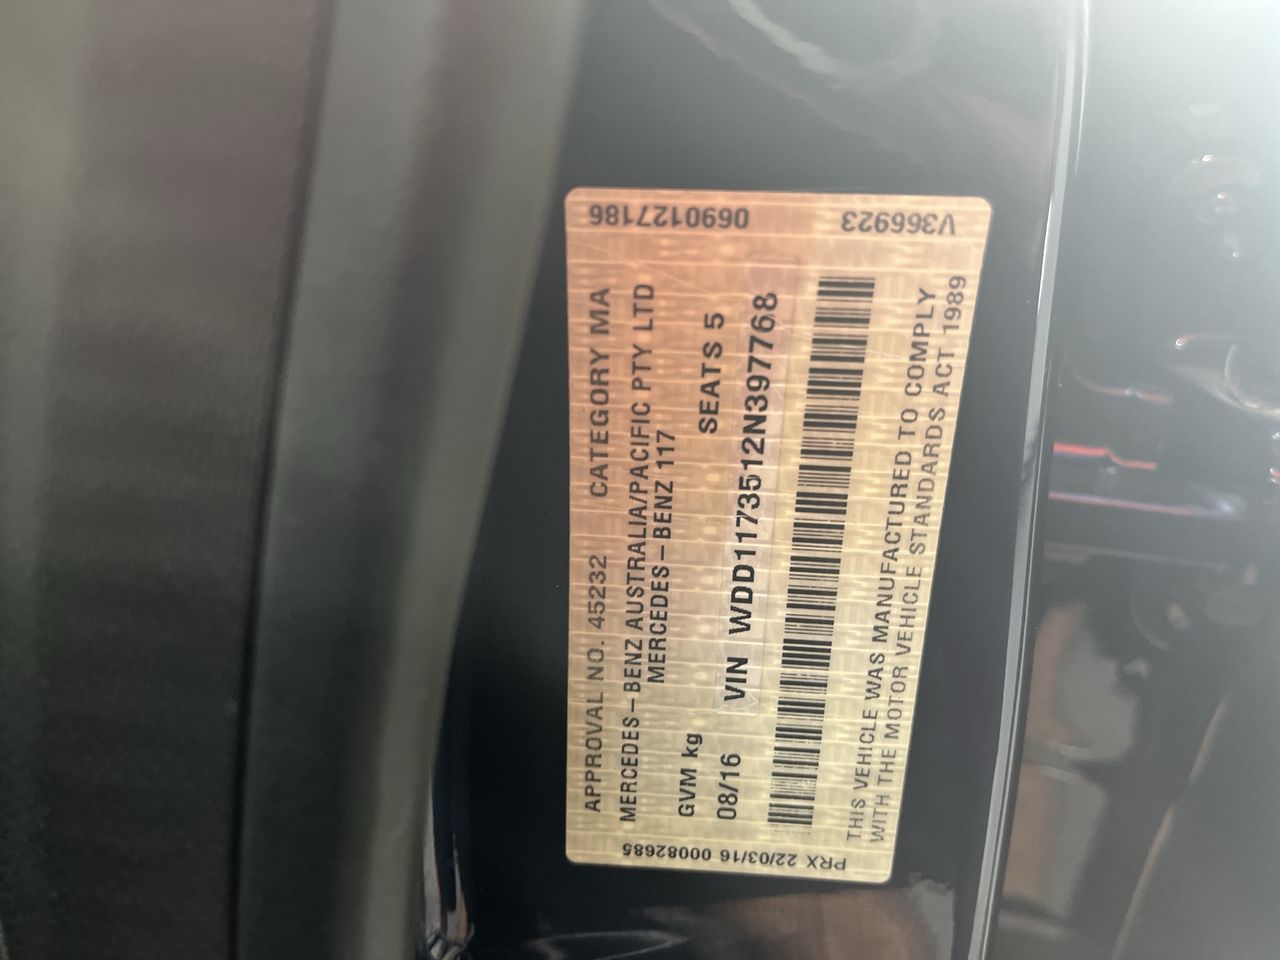 APPROVAL NO. 45232 CATEGORY MA
MERCEDES-BENZ AUSTRALIA/PACIFIC PTY LTD
MERCEDES-BENZ 117
GVM kg SEATS 5
08/16 VIN WDD1173512N397768
THIS VEHICLE WAS MANUFACTURED TO COMPLY
WITH THE MOTOR VEHICLE STANDARDS ACT 1989
0690127186
V366923
PRX 22/03/16 00082685